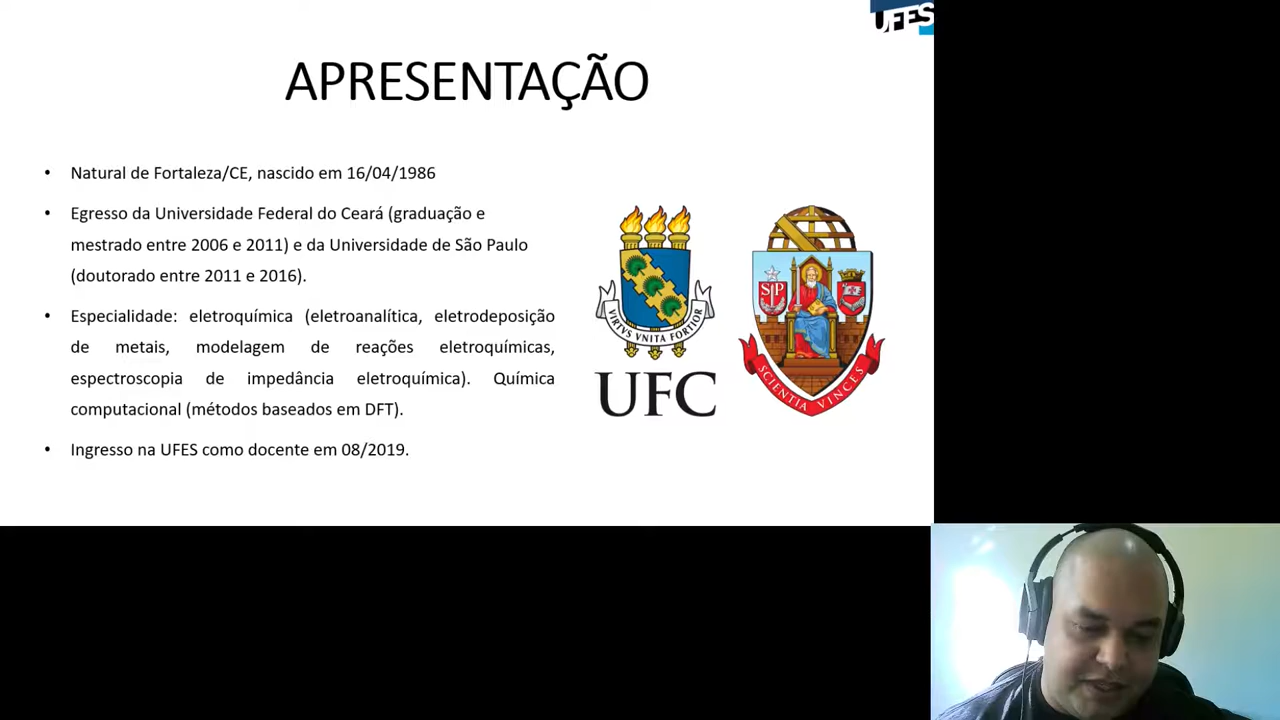 UFES
APRESENTAÇÃO
• Natural de Fortaleza/CE, nascido em 16/04/1986
• Egresso da Universidade Federal do Ceará (graduação e
mestrado entre 2006 e 2011) e da Universidade de São Paulo
(doutorado entre 2011 e 2016).
• Especialidade: eletroquímica (eletroanalítica, eletrodeposição
de metais, modelagem de reações eletroquímicas,
espectroscopia de impedância eletroquímica). Química
computacional (métodos baseados em DFT).
• Ingresso na UFES como docente em 08/2019.
VIRTVS VNITA FORTIOR
UFC
SP
SCIENTIA VINCES